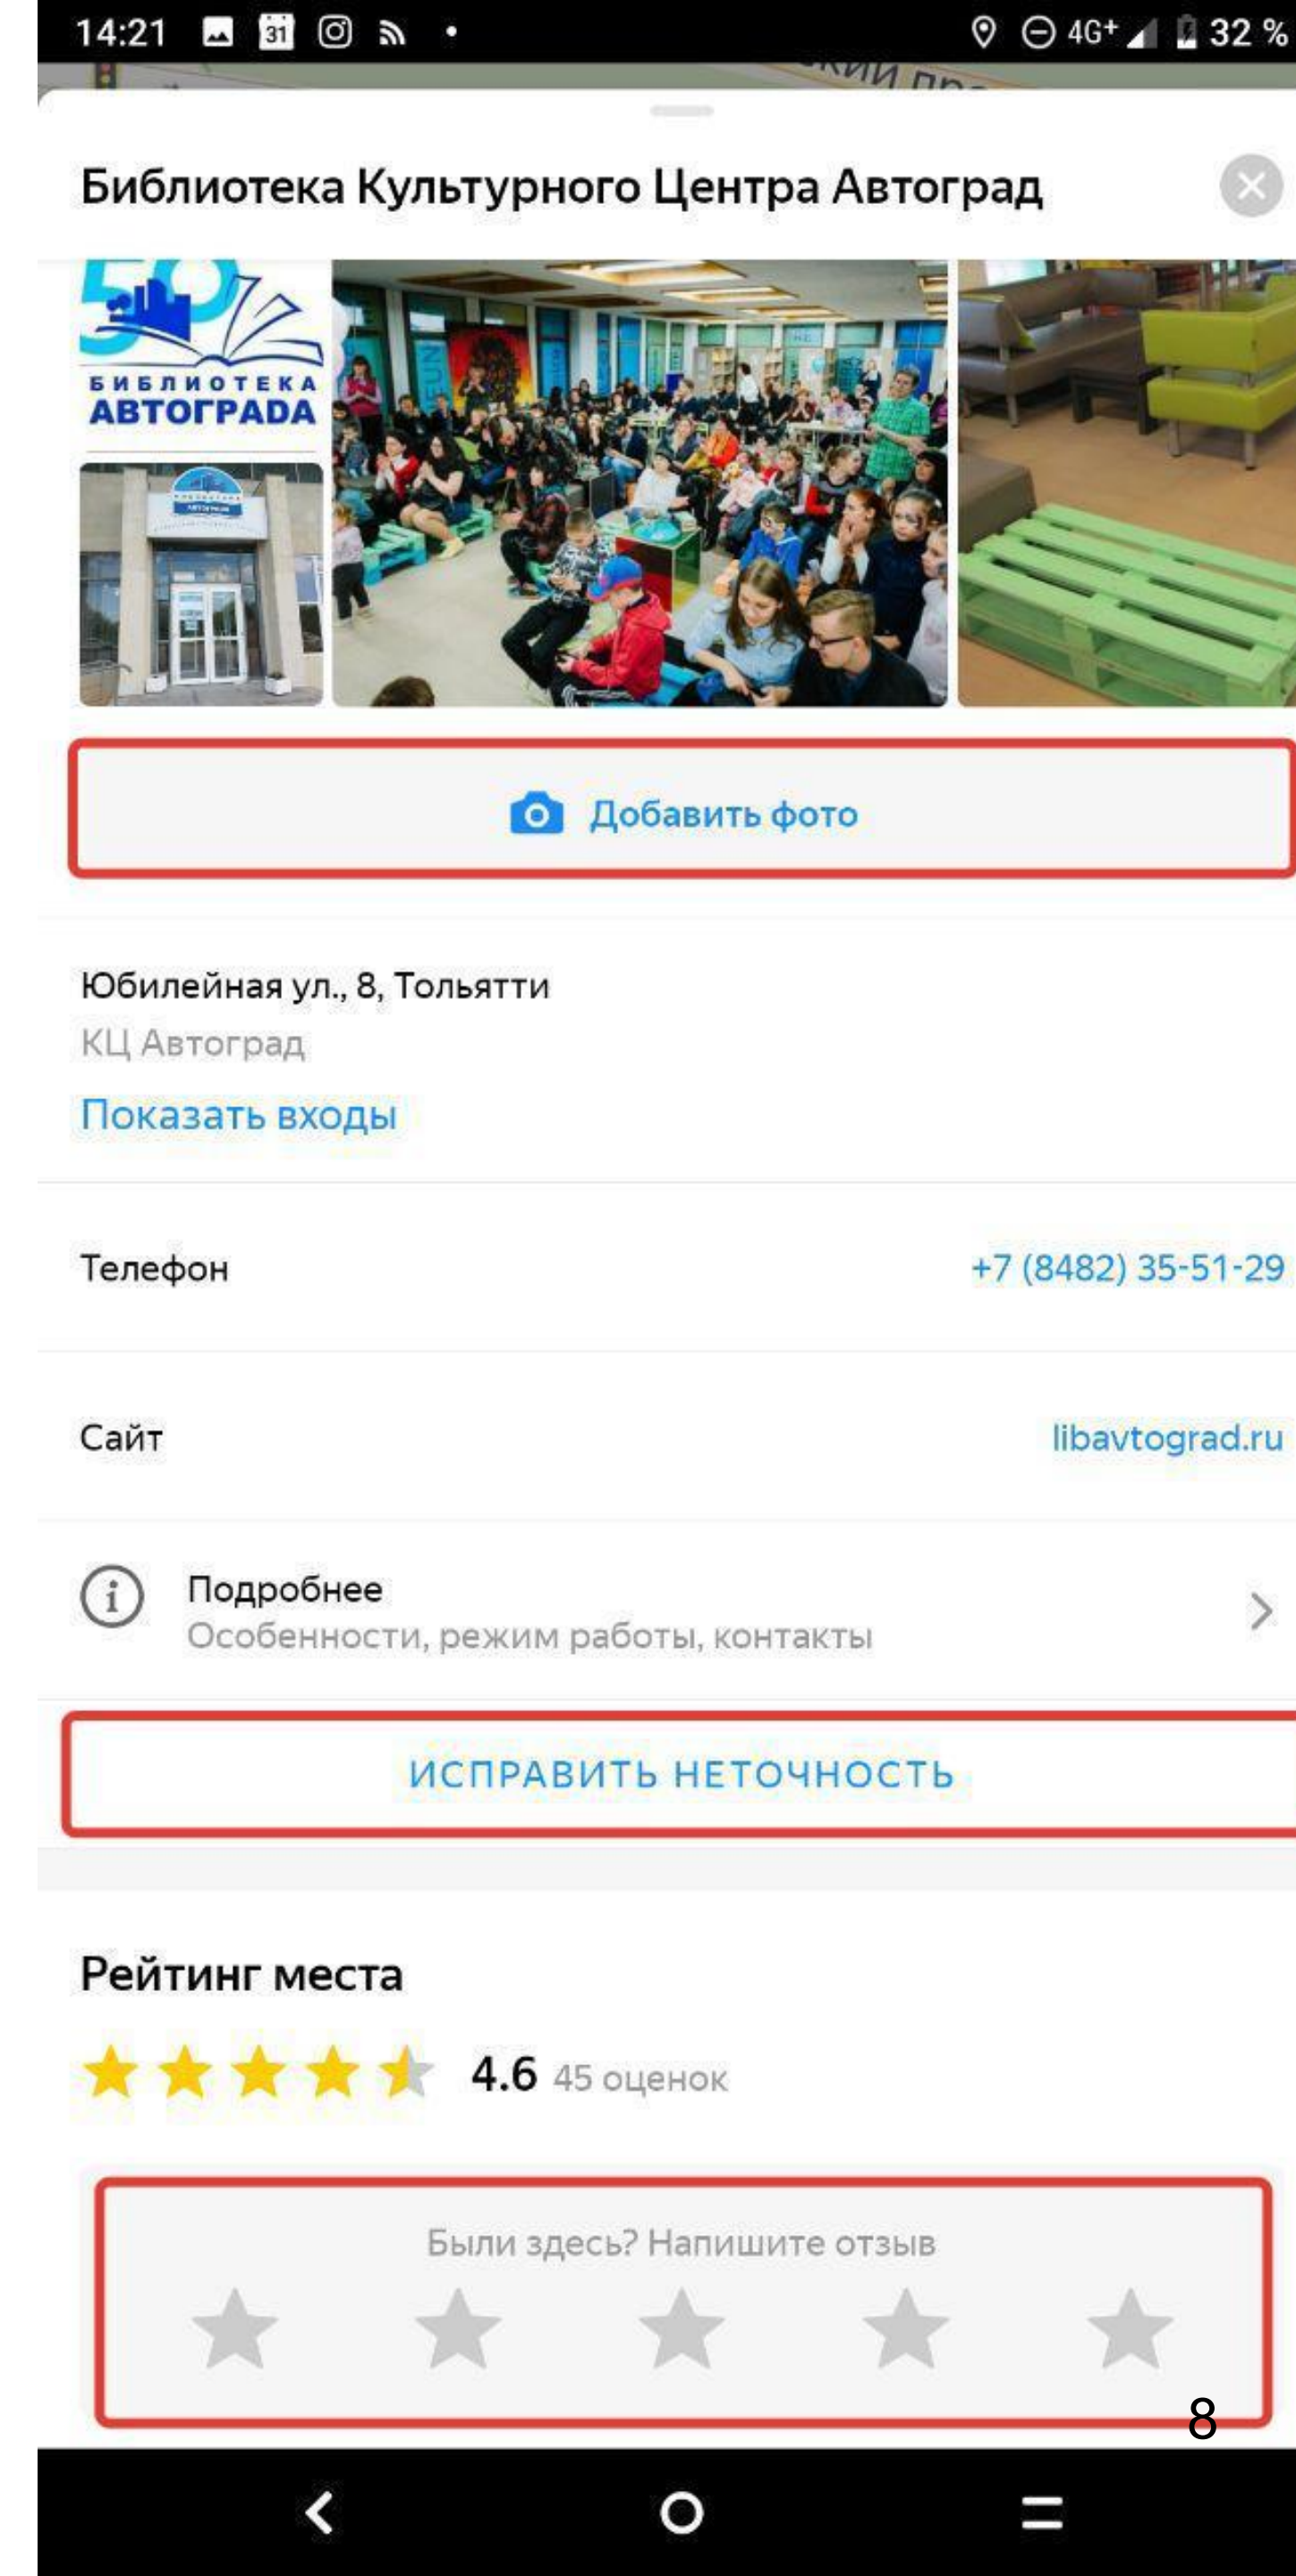 14:21 31 4G+ 32 %
Библиотека Культурного Центра Автоград
50
БИБЛИОТЕКА
АВТОГРАДА
Добавить фото
Юбилейная ул., 8, Тольятти
КЦ Автоград
Показать входы
Телефон +7 (8482) 35-51-29
Сайт libavtograd.ru
Подробнее
Особенности, режим работы, контакты
ИСПРАВИТЬ НЕТОЧНОСТЬ
Рейтинг места
4.6 45 оценок
Были здесь? Напишите отзыв
8